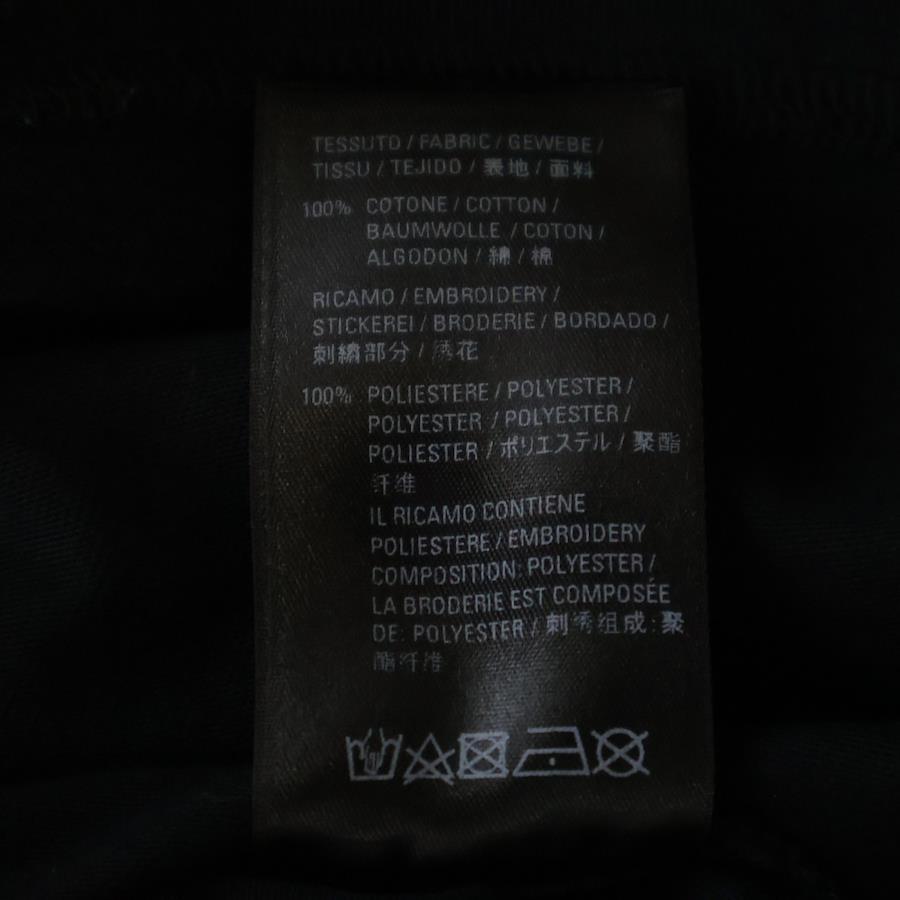 TESSUTO / FABRIC / GEWEBE /
TISSU / TEJIDO / 表地 / 面料
100% COTONE / COTTON /
BAUMWOLLE / COTON /
ALGODON / 綿 / 棉
RICAMO / EMBROIDERY /
STICKEREI / BRODERIE / BORDADO /
刺繍部分 / 绣花
100% POLIESTERE / POLYESTER /
POLYESTER / POLYESTER /
POLIESTER / ポリエステル / 聚酯
纤维
IL RICAMO CONTIENE
POLIESTERE / EMBROIDERY
COMPOSITION: POLYESTER /
LA BRODERIE EST COMPOSÉE
DE: POLYESTER / 刺绣组成: 聚
酯纤维